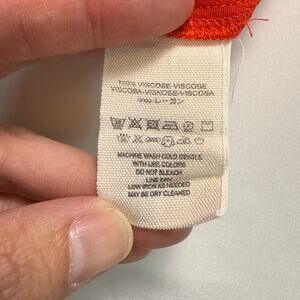 100% VISCOSE-VISCOSE
VISCOSA-VISKOSE-VISCOSA
MACHINE WASH COLD GENTLE
WITH LIKE COLORS
DO NOT BLEACH
LINE DRY
LOW IRON AS NEEDED
MAY BE DRY CLEANED